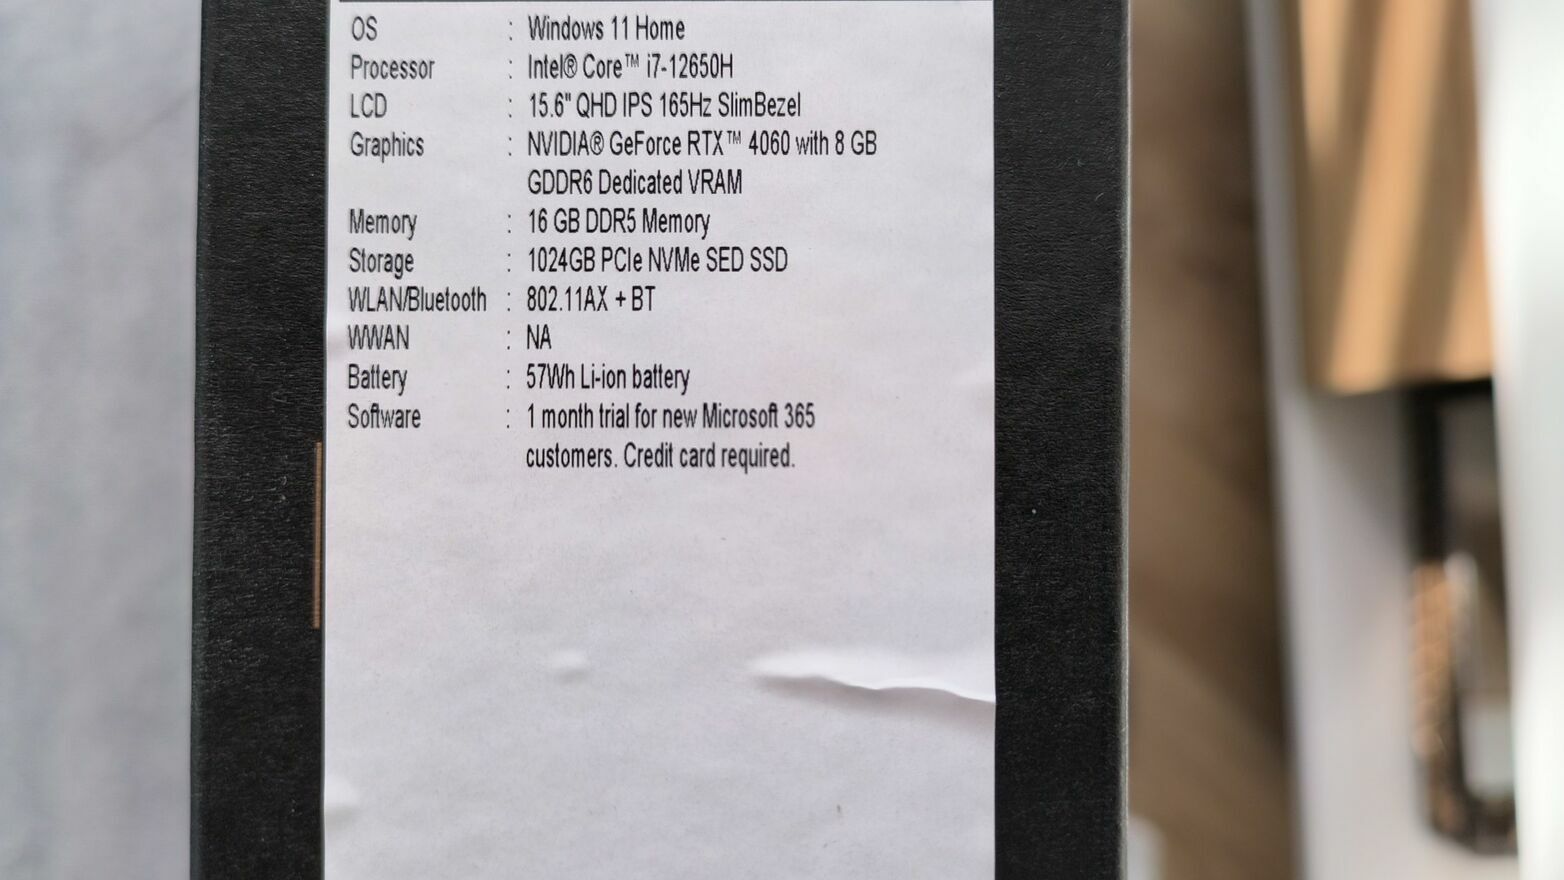 OS : Windows 11 Home
Processor : Intel® Core™ i7-12650H
LCD : 15.6" QHD IPS 165Hz SlimBezel
Graphics : NVIDIA® GeForce RTX™ 4060 with 8 GB
GDDR6 Dedicated VRAM
Memory : 16 GB DDR5 Memory
Storage : 1024GB PCIe NVMe SED SSD
WLAN/Bluetooth : 802.11AX + BT
WWAN : NA
Battery : 57Wh Li-ion battery
Software : 1 month trial for new Microsoft 365
customers. Credit card required.